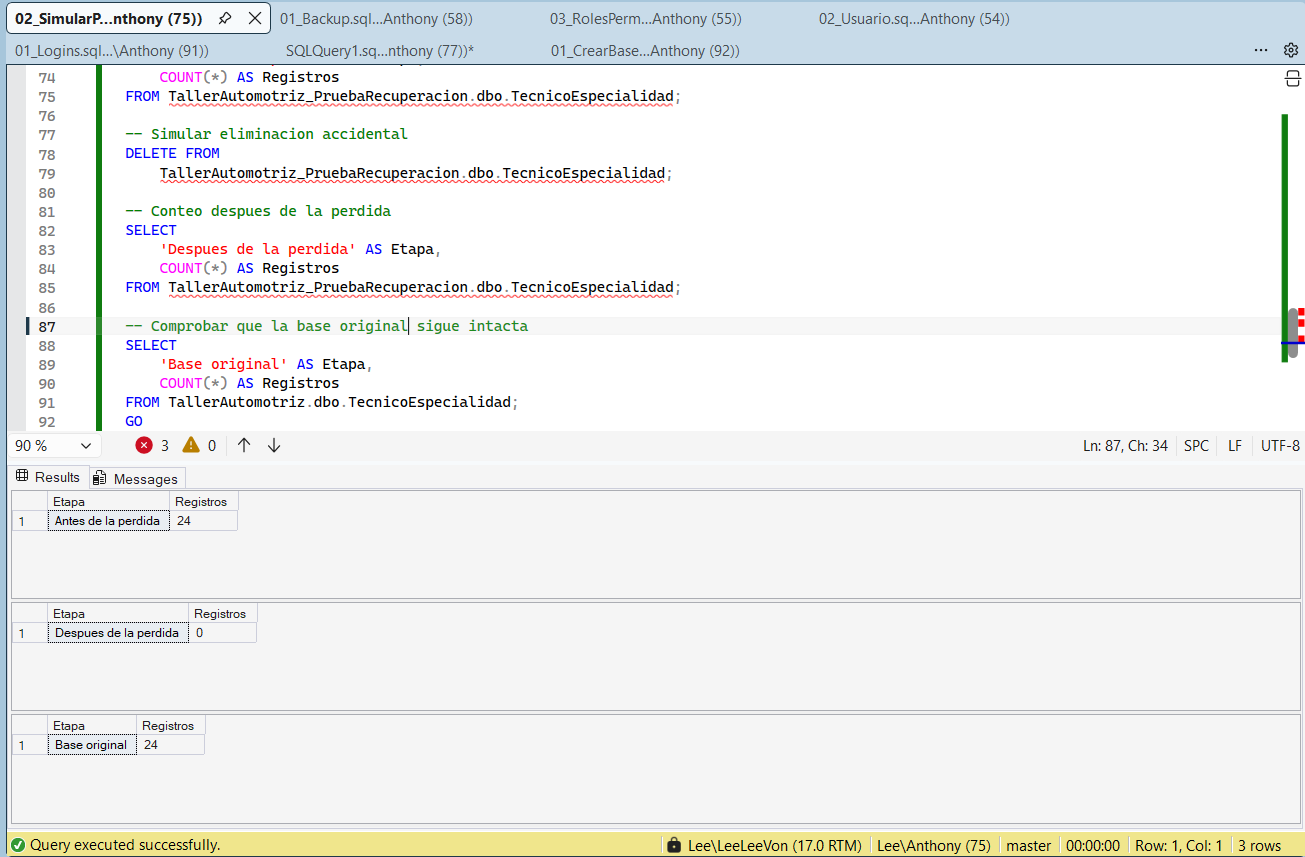 02_SimularP...nthony (75))
01_Backup.sql...Anthony (58))
03_RolesPerm...Anthony (55))
02_Usuario.sq...Anthony (54))
01_Logins.sql...\Anthony (91))
SQLQuery1.sq...nthony (77))*
01_CrearBase...Anthony (92))
74 COUNT(*) AS Registros
75 FROM TallerAutomotriz_PruebaRecuperacion.dbo.TecnicoEspecialidad;
76
77 -- Simular eliminacion accidental
78 DELETE FROM
79 TallerAutomotriz_PruebaRecuperacion.dbo.TecnicoEspecialidad;
80
81 -- Conteo despues de la perdida
82 SELECT
83 'Despues de la perdida' AS Etapa,
84 COUNT(*) AS Registros
85 FROM TallerAutomotriz_PruebaRecuperacion.dbo.TecnicoEspecialidad;
86
87 -- Comprobar que la base original sigue intacta
88 SELECT
89 'Base original' AS Etapa,
90 COUNT(*) AS Registros
91 FROM TallerAutomotriz.dbo.TecnicoEspecialidad;
92 GO
90 % 3 0 Ln: 87, Ch: 34 SPC LF UTF-8
Results Messages
Etapa Registros
1 Antes de la perdida 24
Etapa Registros
1 Despues de la perdida 0
Etapa Registros
1 Base original 24
Query executed successfully. Lee\LeeLeeVon (17.0 RTM) Lee\Anthony (75) master 00:00:00 Row: 1, Col: 1 3 rows